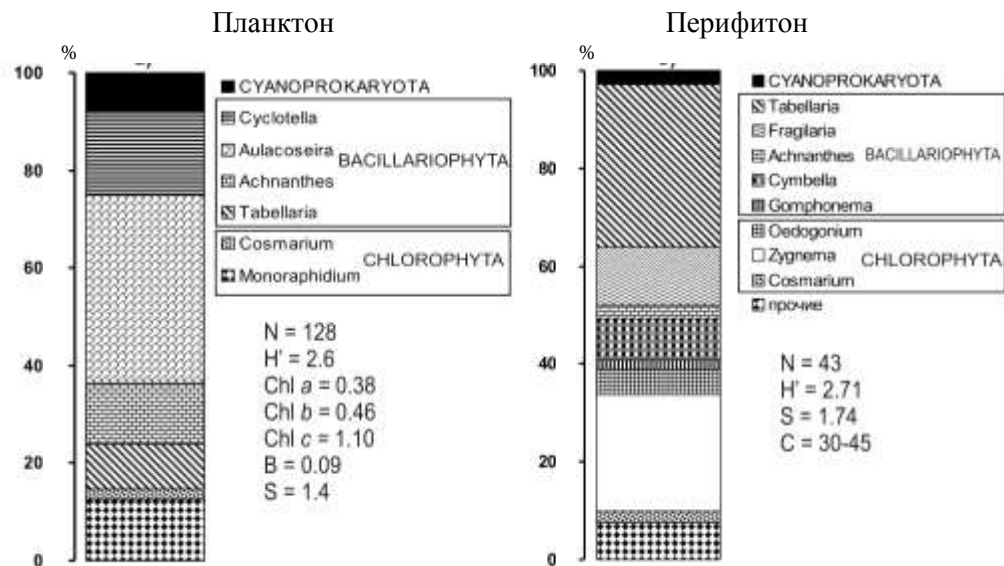 Планктон
%
100
80
60
40
20
0
CYANOPROKARYOTA
Cyclotella
Aulacoseira
BACILLARIOPHYTA
Achnanthes
Tabellaria
Cosmarium
CHLOROPHYTA
Monoraphidium
N = 128
H' = 2.6
Chl a = 0.38
Chl b = 0.46
Chl c = 1.10
B = 0.09
S = 1.4
Перифитон
%
100
80
60
40
20
0
CYANOPROKARYOTA
Tabellaria
Fragilaria
Achnanthes BACILLARIOPHYTA
Cymbella
Gomphonema
Oedogonium
Zygnema CHLOROPHYTA
Cosmarium
прочие
N = 43
H' = 2.71
S = 1.74
C = 30-45